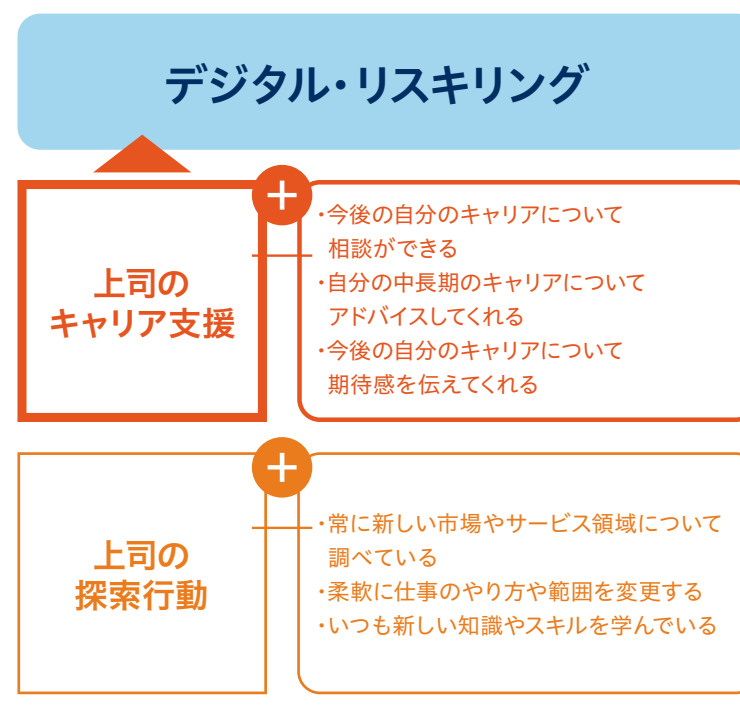 デジタル・リスキリング
上司の
キャリア支援
+
・今後の自分のキャリアについて
相談ができる
・自分の中長期のキャリアについて
アドバイスしてくれる
・今後の自分のキャリアについて
期待感を伝えてくれる
上司の
探索行動
+
・常に新しい市場やサービス領域について
調べている
・柔軟に仕事のやり方や範囲を変更する
・いつも新しい知識やスキルを学んでいる